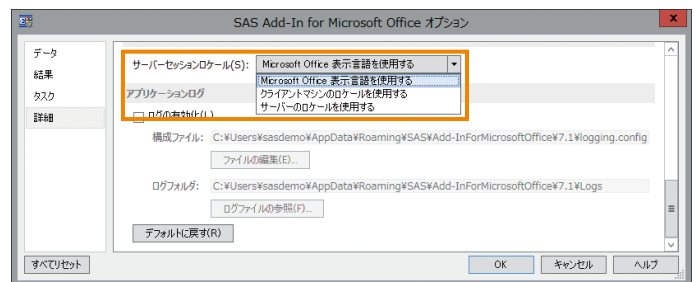 SAS Add-In for Microsoft Office オプション
x
データ
結果
タスク
詳細
サーバーセッションロケール(S): Microsoft Office 表示言語を使用する
Microsoft Office 表示言語を使用する
クライアントマシンのロケールを使用する
サーバーのロケールを使用する
アプリケーションログ
ログの有効化(L)
構成ファイル: C:¥Users¥sasdemo¥AppData¥Roaming¥SAS¥Add-InForMicrosoftOffice¥7.1¥logging.config
ファイルの編集(E)...
ログフォルダ: C:¥Users¥sasdemo¥AppData¥Roaming¥SAS¥Add-InForMicrosoftOffice¥7.1¥Logs
ログファイルの参照(F)...
デフォルトに戻す(R)
すべてリセット OK キャンセル ヘルプ